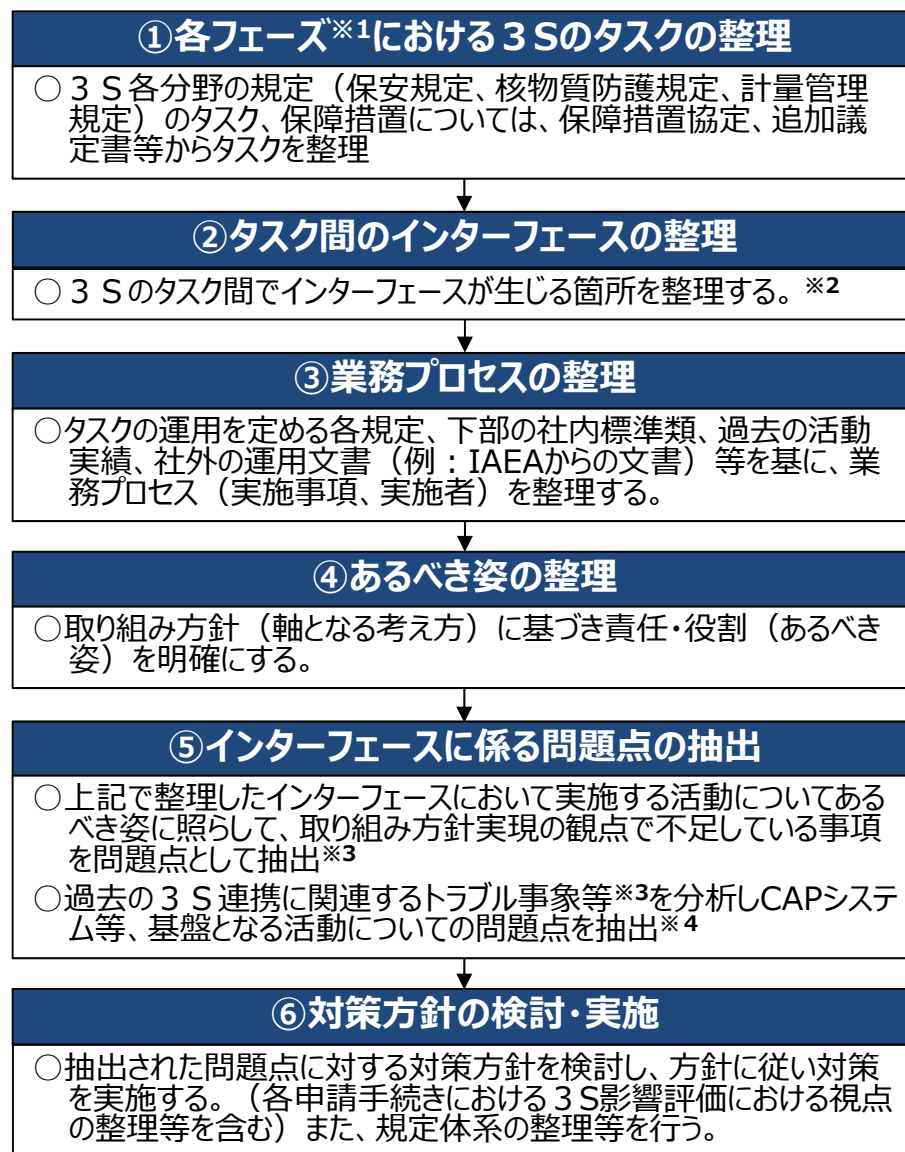 ①各フェーズ※1における３Ｓのタスクの整理
○３Ｓ各分野の規定（保安規定、核物質防護規定、計量管理
規定）のタスク、保障措置については、保障措置協定、追加議
定書等からタスクを整理
②タスク間のインターフェースの整理
○３Ｓのタスク間でインターフェースが生じる箇所を整理する。※2
③業務プロセスの整理
○タスクの運用を定める各規定、下部の社内標準類、過去の活動
実績、社外の運用文書（例：IAEAからの文書）等を基に、業
務プロセス（実施事項、実施者）を整理する。
④あるべき姿の整理
○取り組み方針（軸となる考え方）に基づき責任・役割（あるべき
姿）を明確にする。
⑤インターフェースに係る問題点の抽出
○上記で整理したインターフェースにおいて実施する活動についてある
べき姿に照らして、取り組み方針実現の観点で不足している事項
を問題点として抽出※3
○過去の３Ｓ連携に関連するトラブル事象等※3を分析しCAPシステ
ム等、基盤となる活動についての問題点を抽出※4
⑥対策方針の検討・実施
○抽出された問題点に対する対策方針を検討し、方針に従い対策
を実施する。（各申請手続きにおける３S影響評価における視点
の整理等を含む）また、規定体系の整理等を行う。